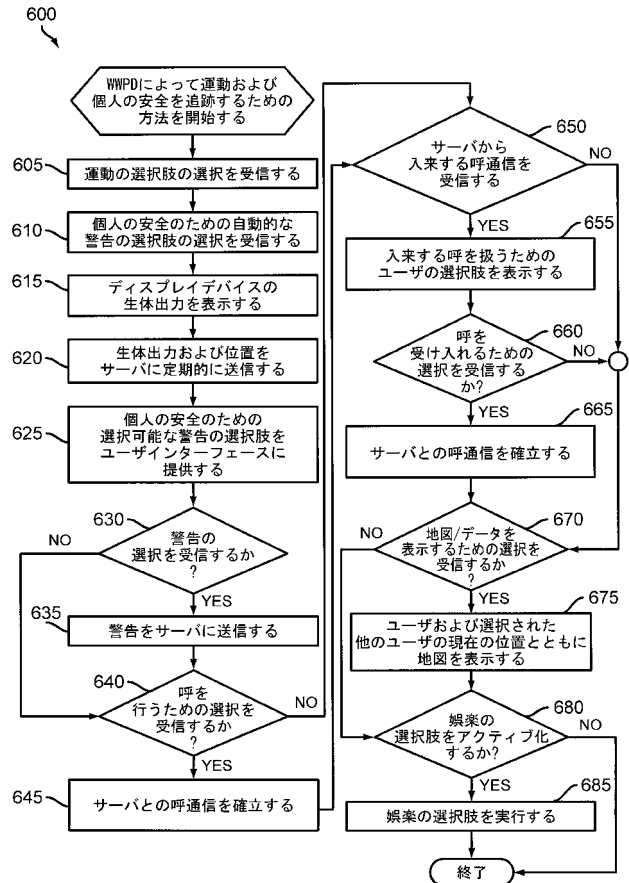 600
WWPDによって運動および
個人の安全を追跡するための
方法を開始する
605
運動の選択肢の選択を受信する
610
個人の安全のための自動的な
警告の選択肢の選択を受信する
615
ディスプレイデバイスの
生体出力を表示する
620
生体出力および位置を
サーバに定期的に送信する
625
個人の安全のための
選択可能な警告の選択肢を
ユーザインターフェースに
提供する
630
NO
警告の
選択を受信するか
?
YES
635
警告をサーバに送信する
640
呼を
行うための選択を
受信するか
?
NO
YES
645
サーバとの呼通信を確立する
650
サーバから
入来する呼通信を
受信する
NO
YES
655
入来する呼を扱うための
ユーザの選択肢を表示する
660
呼を
受け入れるための
選択を受信する
か?
NO
YES
665
サーバとの呼通信を確立する
670
NO
地図/データを
表示するための選択を
受信するか
?
YES
675
ユーザおよび選択された
他のユーザの現在の位置とともに
地図を表示する
680
娯楽の
選択肢をアクティブ化
するか?
NO
YES
685
娯楽の選択肢を実行する
終了